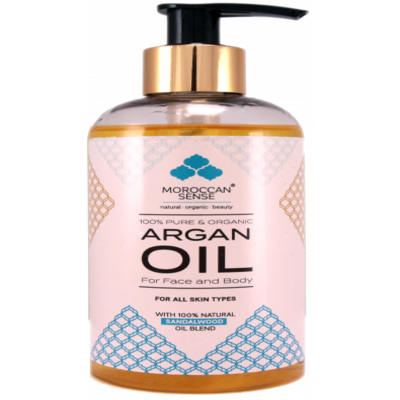 MOROCCAN®
SENSE
natural · organic · beauty
100% PURE & ORGANIC
ARGAN
OIL
For Face and Body
FOR ALL SKIN TYPES
WITH 100% NATURAL
SANDALWOOD
OIL BLEND